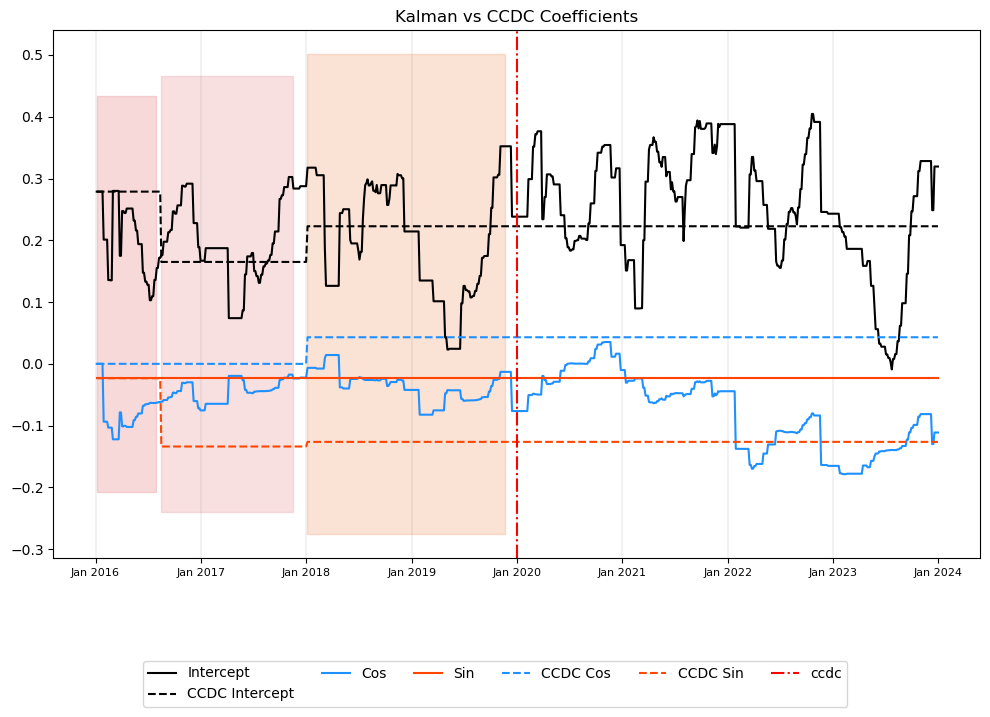 Kalman vs CCDC Coefficients
0.5
0.4
0.3
0.2
0.1
0.0
−0.1
−0.2
−0.3
Jan 2016 Jan 2017 Jan 2018 Jan 2019 Jan 2020 Jan 2021 Jan 2022 Jan 2023 Jan 2024
Intercept Cos Sin CCDC Cos CCDC Sin ccdc
CCDC Intercept